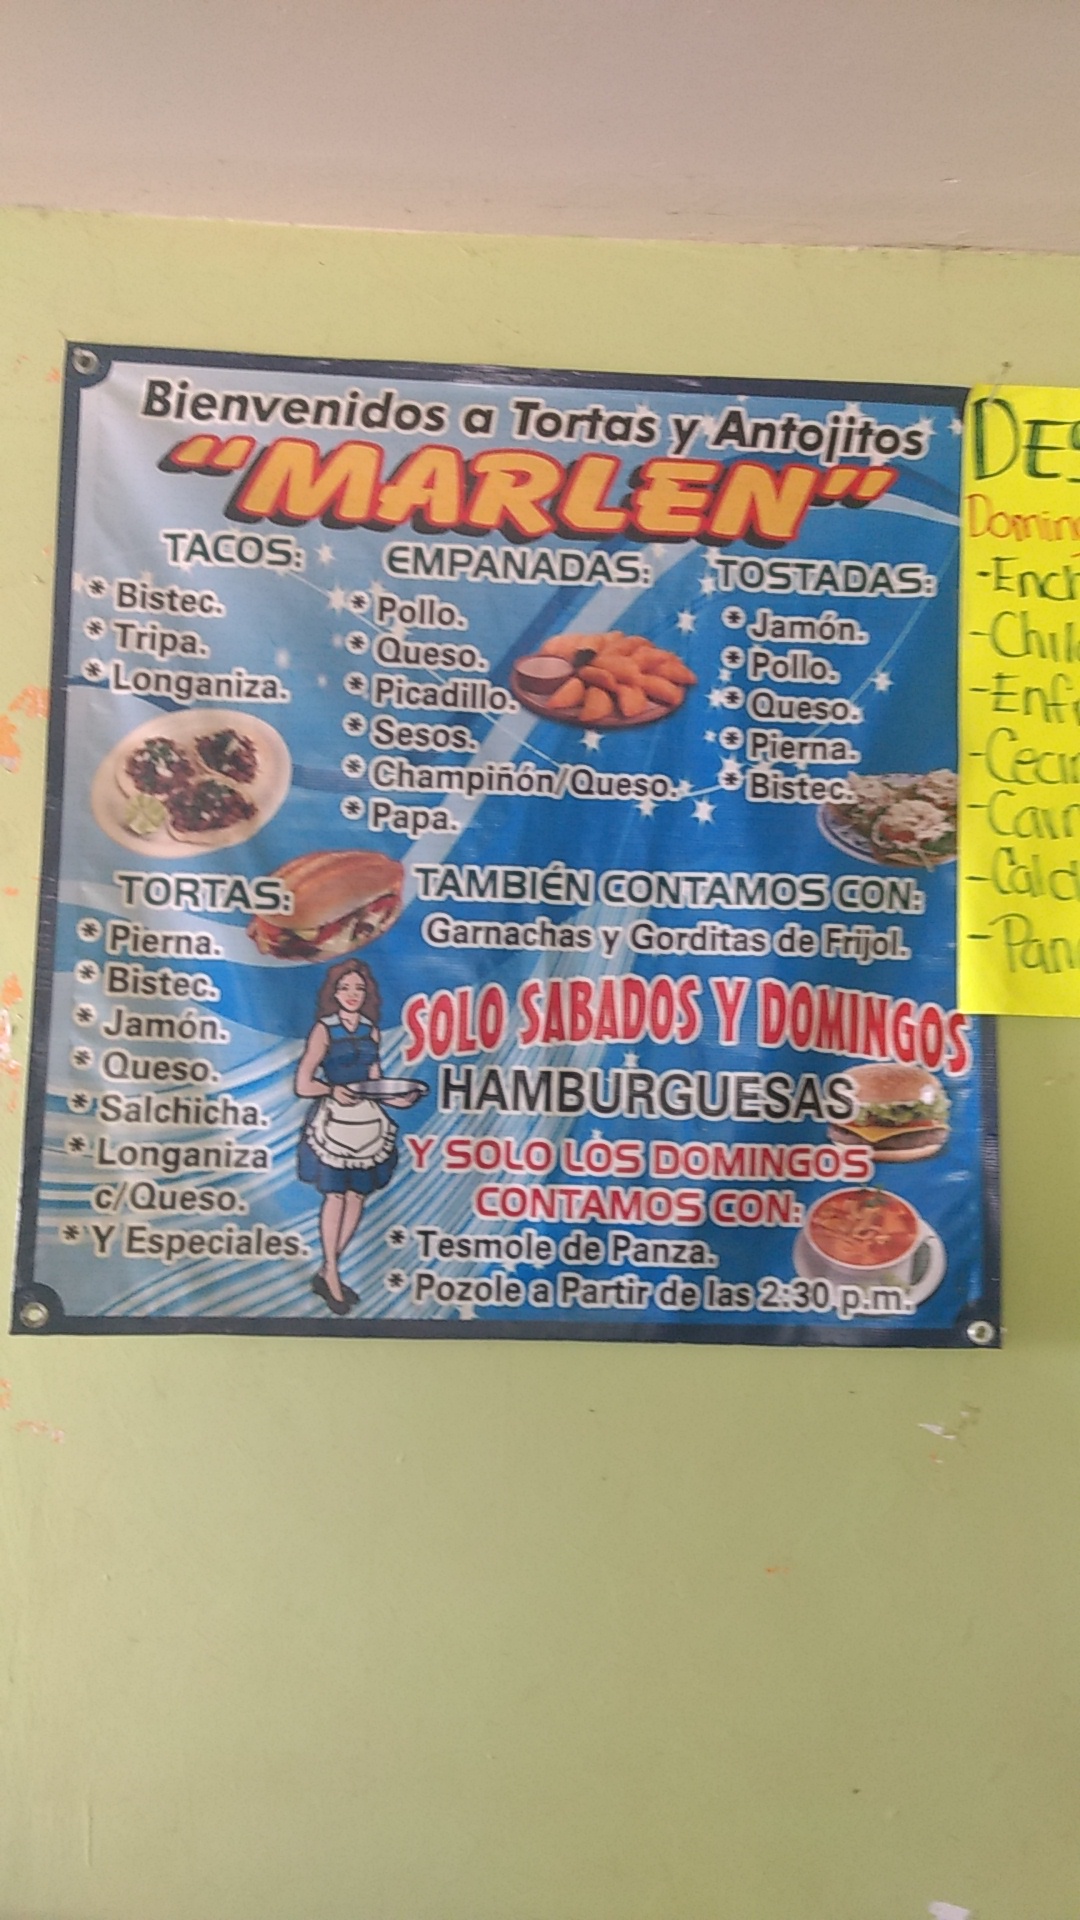 Bienvenidos a Tortas y Antojitos
"MARLEN"
TACOS:
* Bistec.
* Tripa.
* Longaniza.
EMPANADAS:
* Pollo.
* Queso.
* Picadillo.
* Sesos.
* Champiñón/Queso.
* Papa.
TOSTADAS:
* Jamón.
* Pollo.
* Queso.
* Pierna.
* Bistec.
TORTAS:
* Pierna.
* Bistec.
* Jamón.
* Queso.
* Salchicha.
* Longaniza
c/Queso.
* Y Especiales.
TAMBIÉN CONTAMOS CON:
Garnachas y Gorditas de Frijol.
SOLO SABADOS Y DOMINGOS
HAMBURGUESAS
Y SOLO LOS DOMINGOS
CONTAMOS CON:
* Tesmole de Panza.
* Pozole a Partir de las 2:30 p.m.